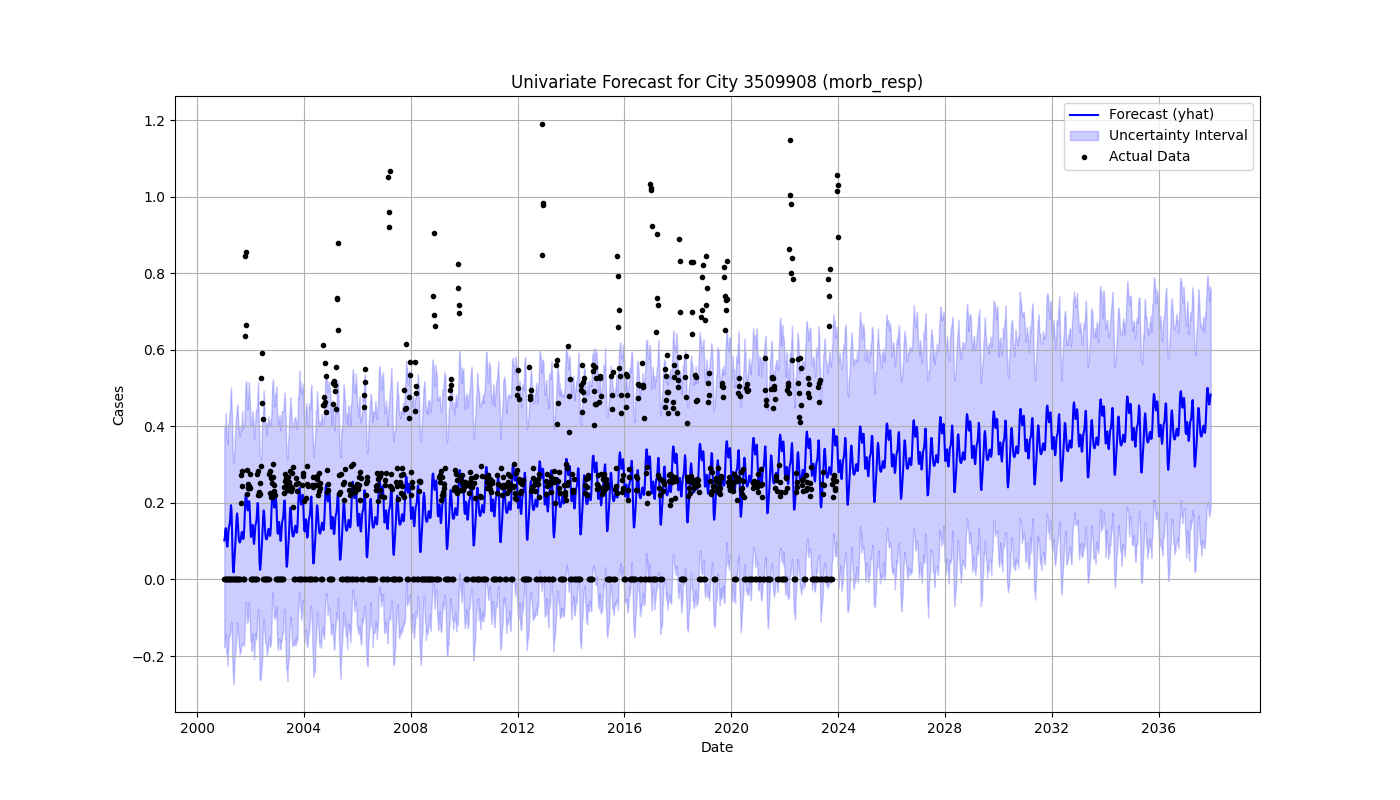 Univariate Forecast for City 3509908 (morb_resp)
Forecast (yhat)
Uncertainty Interval
Actual Data
1.2
1.0
0.8
0.6
0.4
0.2
0.0
−0.2
Cases
2000 2004 2008 2012 2016 2020 2024 2028 2032 2036
Date